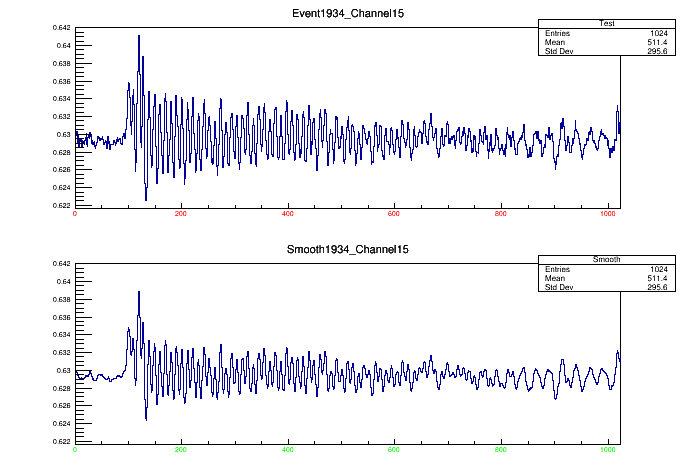 Event1934_Channel15
Test
Entries 1024
Mean 511.4
Std Dev 295.6
0.642
0.64
0.638
0.636
0.634
0.632
0.63
0.628
0.626
0.624
0.622
0 200 400 600 800 1000
Smooth1934_Channel15
Smooth
Entries 1024
Mean 511.4
Std Dev 295.6
0.642
0.64
0.638
0.636
0.634
0.632
0.63
0.628
0.626
0.624
0.622
0 200 400 600 800 1000